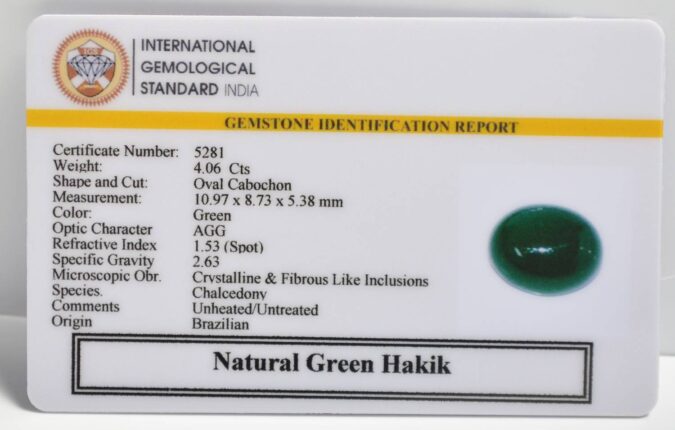 IGS
INTERNATIONAL
GEMOLOGICAL
STANDARD INDIA
GEMSTONE IDENTIFICATION REPORT
Certificate Number: 5281
Weight: 4.06 Cts
Shape and Cut: Oval Cabochon
Measurement: 10.97 x 8.73 x 5.38 mm
Color: Green
Optic Character AGG
Refractive Index 1.53 (Spot)
Specific Gravity 2.63
Microscopic Obr. Crystalline & Fibrous Like Inclusions
Species. Chalcedony
Comments Unheated/Untreated
Origin Brazilian
Natural Green Hakik